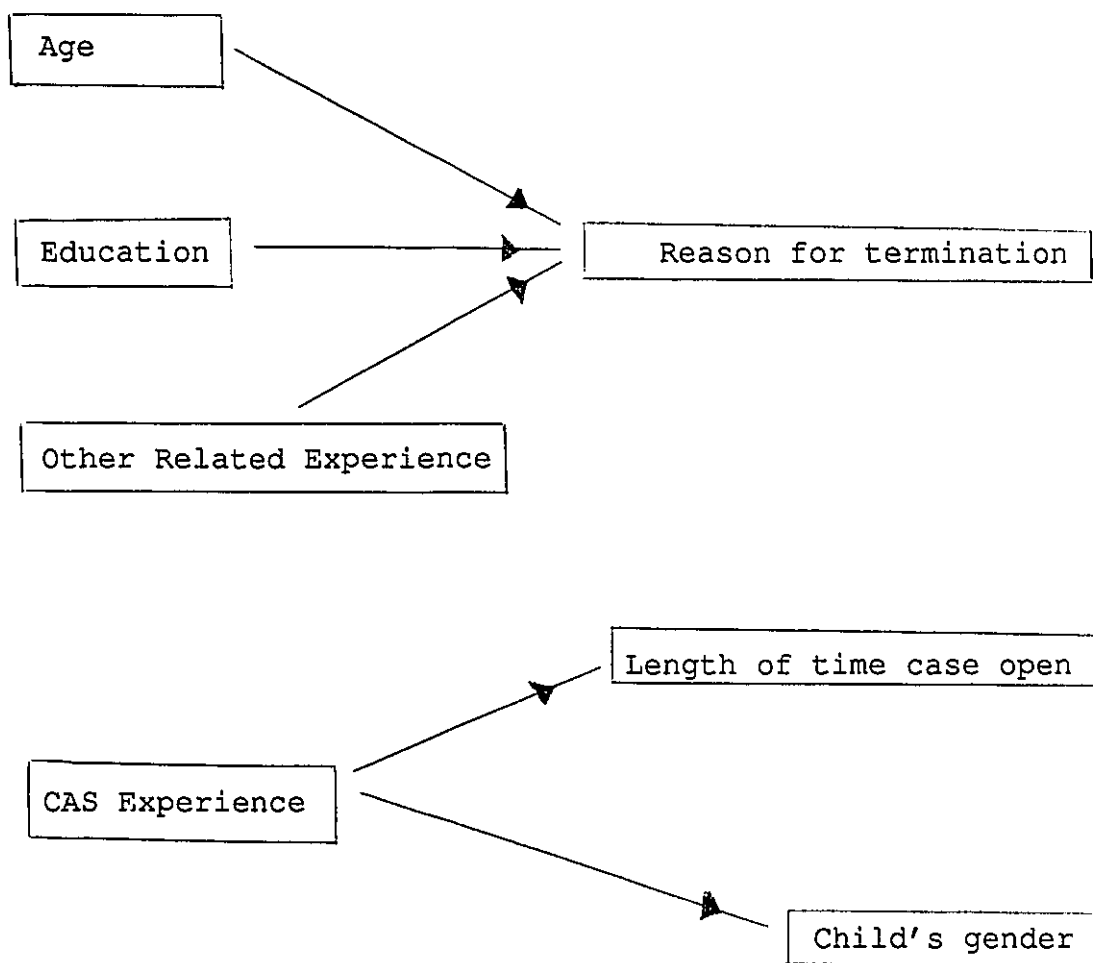 Age
Education
Reason for termination
Other Related Experience
Length of time case open
CAS Experience
Child's gender